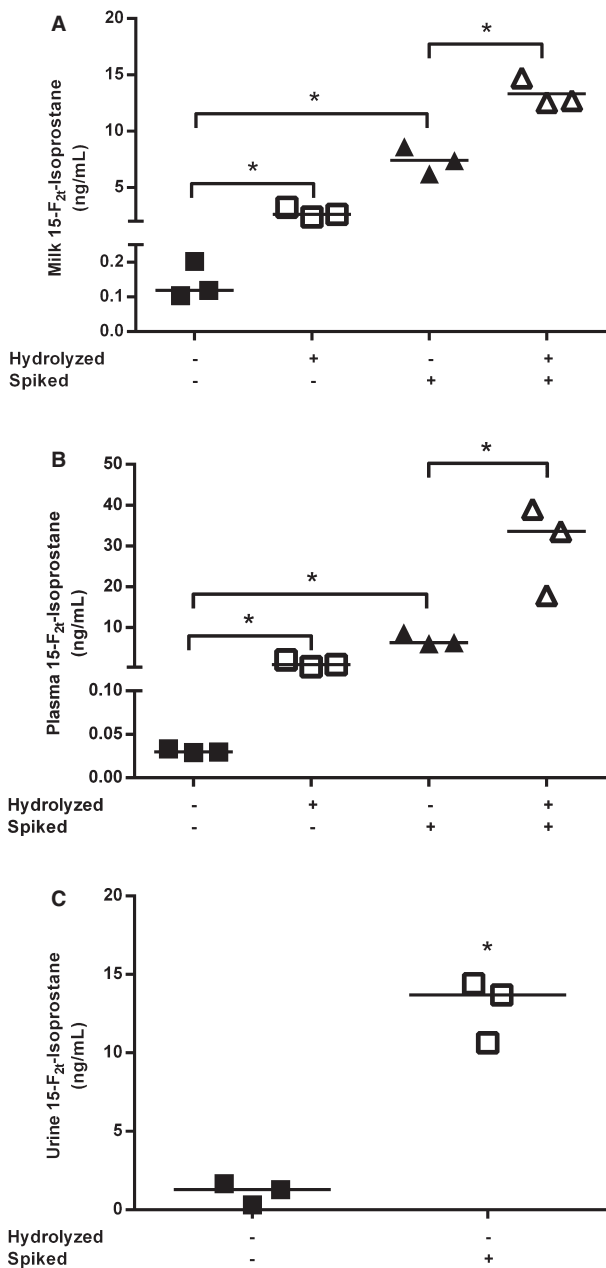 A
Milk 15-F2t-Isoprostane
(ng/mL)
20
15
10
5
0.2
0.1
0.0
*
*
*
Hydrolyzed - + - +
Spiked - - + +
B
Plasma 15-F2t-Isoprostane
(ng/mL)
50
40
30
20
10
0.10
0.05
0.00
*
*
*
Hydrolyzed - + - +
Spiked - - + +
C
Urine 15-F2t-Isoprostane
(ng/mL)
20
15
10
5
0
*
Hydrolyzed - -
Spiked - +